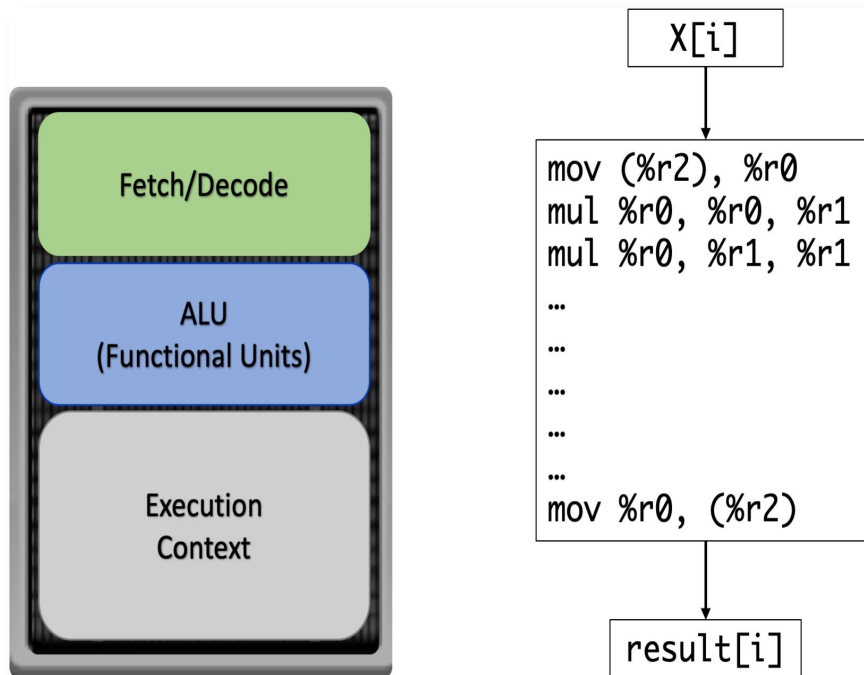 Fetch/Decode
ALU
(Functional Units)
Execution
Context
X[i]
mov (%r2), %r0
mul %r0, %r0, %r1
mul %r0, %r1, %r1
…
…
…
…
…
mov %r0, (%r2)
result[i]